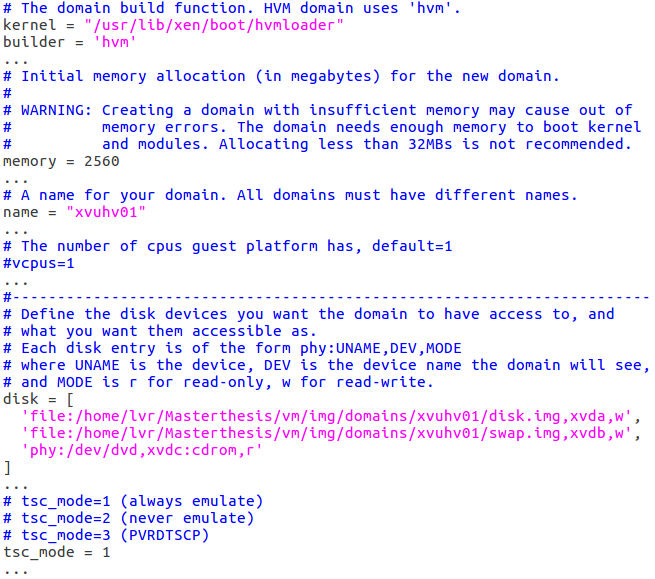 # The domain build function. HVM domain uses 'hvm'.
kernel = "/usr/lib/xen/boot/hvmloader"
builder = 'hvm'
...
# Initial memory allocation (in megabytes) for the new domain.
#
# WARNING: Creating a domain with insufficient memory may cause out of
#          memory errors. The domain needs enough memory to boot kernel
#          and modules. Allocating less than 32MBs is not recommended.
memory = 2560
...
# A name for your domain. All domains must have different names.
name = "xvuhv01"
...
# The number of cpus guest platform has, default=1
#vcpus=1
...
#-----------------------------------------------------------------------
# Define the disk devices you want the domain to have access to, and
# what you want them accessible as.
# Each disk entry is of the form phy:UNAME,DEV,MODE
# where UNAME is the device, DEV is the device name the domain will see,
# and MODE is r for read-only, w for read-write.
disk = [
  'file:/home/lvr/Masterthesis/vm/img/domains/xvuhv01/disk.img,xvda,w',
  'file:/home/lvr/Masterthesis/vm/img/domains/xvuhv01/swap.img,xvdb,w',
  'phy:/dev/dvd,xvdc:cdrom,r'
]
...
# tsc_mode=1 (always emulate)
# tsc_mode=2 (never emulate)
# tsc_mode=3 (PVRDTSCP)
tsc_mode = 1
...